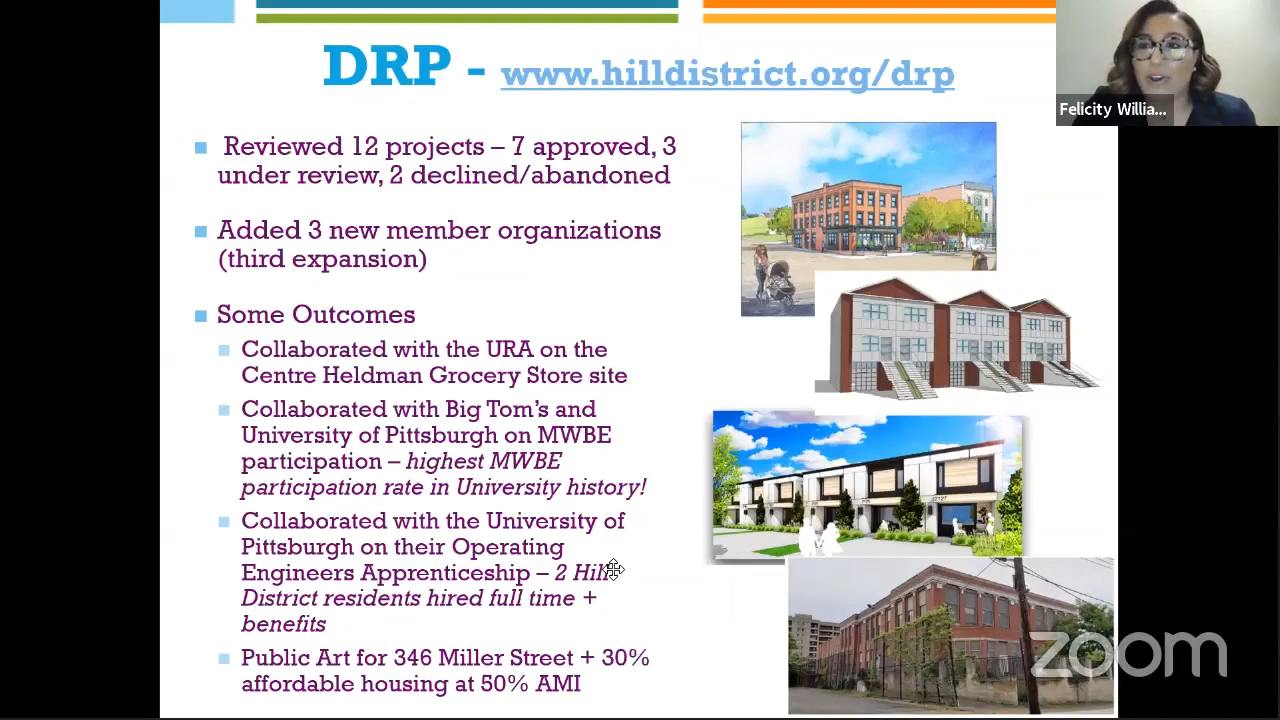 DRP - www.hilldistrict.org/drp
Felicity Willia...
Reviewed 12 projects – 7 approved, 3
under review, 2 declined/abandoned
Added 3 new member organizations
(third expansion)
Some Outcomes
Collaborated with the URA on the
Centre Heldman Grocery Store site
Collaborated with Big Tom's and
University of Pittsburgh on MWBE
participation – highest MWBE
participation rate in University history!
Collaborated with the University of
Pittsburgh on their Operating
Engineers Apprenticeship – 2 Hill
District residents hired full time +
benefits
Public Art for 346 Miller Street + 30%
affordable housing at 50% AMI
zoom